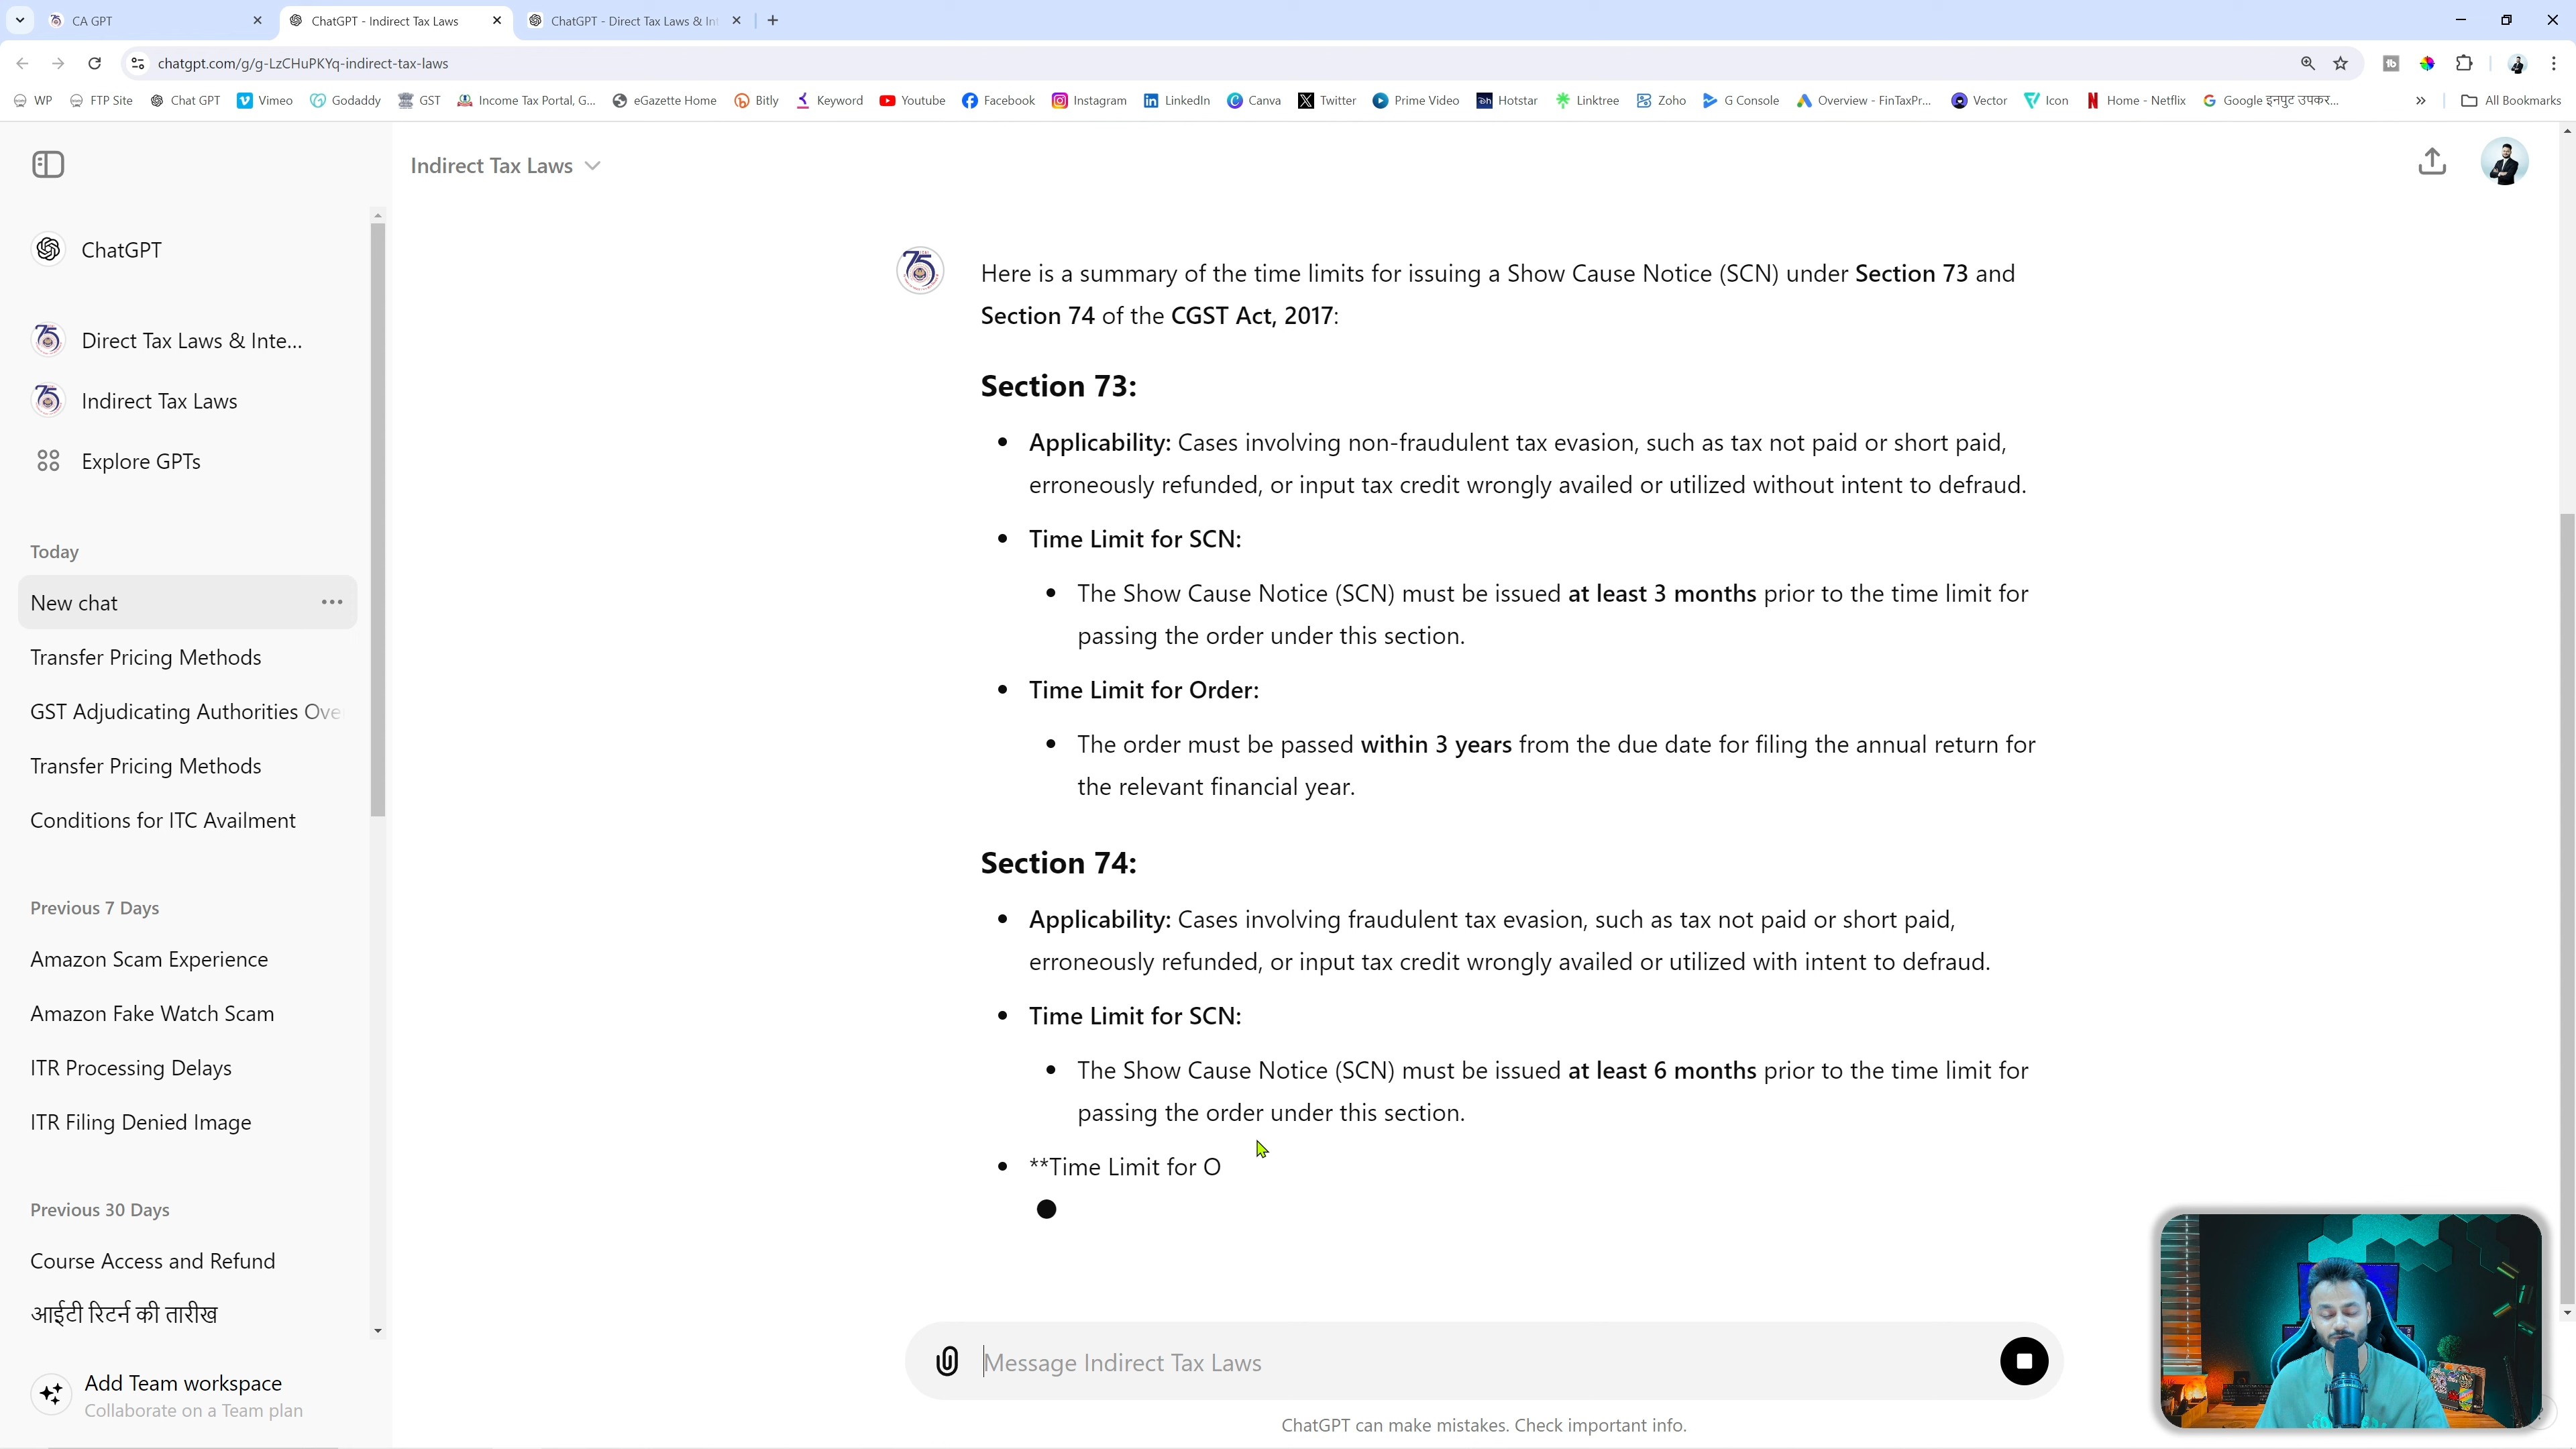 CA GPT
ChatGPT - Indirect Tax Laws
ChatGPT - Direct Tax Laws & Int
chatgpt.com/g/g-LzCHuPKYq-indirect-tax-laws
WP
FTP Site
Chat GPT
Vimeo
Godaddy
GST
Income Tax Portal, G...
eGazette Home
Bitly
Keyword
Youtube
Facebook
Instagram
LinkedIn
Canva
Twitter
Prime Video
Hotstar
Linktree
Zoho
G Console
Overview - FinTaxPr...
Vector
Icon
Home - Netflix
Google इनपुट उपकर...
All Bookmarks
Indirect Tax Laws
ChatGPT
Direct Tax Laws & Inte...
Indirect Tax Laws
Explore GPTs
Today
New chat
Transfer Pricing Methods
GST Adjudicating Authorities Ove
Transfer Pricing Methods
Conditions for ITC Availment
Previous 7 Days
Amazon Scam Experience
Amazon Fake Watch Scam
ITR Processing Delays
ITR Filing Denied Image
Previous 30 Days
Course Access and Refund
आईटी रिटर्न की तारीख
Add Team workspace
Collaborate on a Team plan
Here is a summary of the time limits for issuing a Show Cause Notice (SCN) under Section 73 and
Section 74 of the CGST Act, 2017:
Section 73:
• Applicability: Cases involving non-fraudulent tax evasion, such as tax not paid or short paid,
erroneously refunded, or input tax credit wrongly availed or utilized without intent to defraud.
• Time Limit for SCN:
• The Show Cause Notice (SCN) must be issued at least 3 months prior to the time limit for
passing the order under this section.
• Time Limit for Order:
• The order must be passed within 3 years from the due date for filing the annual return for
the relevant financial year.
Section 74:
• Applicability: Cases involving fraudulent tax evasion, such as tax not paid or short paid,
erroneously refunded, or input tax credit wrongly availed or utilized with intent to defraud.
• Time Limit for SCN:
• The Show Cause Notice (SCN) must be issued at least 6 months prior to the time limit for
passing the order under this section.
• **Time Limit for O
Message Indirect Tax Laws
ChatGPT can make mistakes. Check important info.